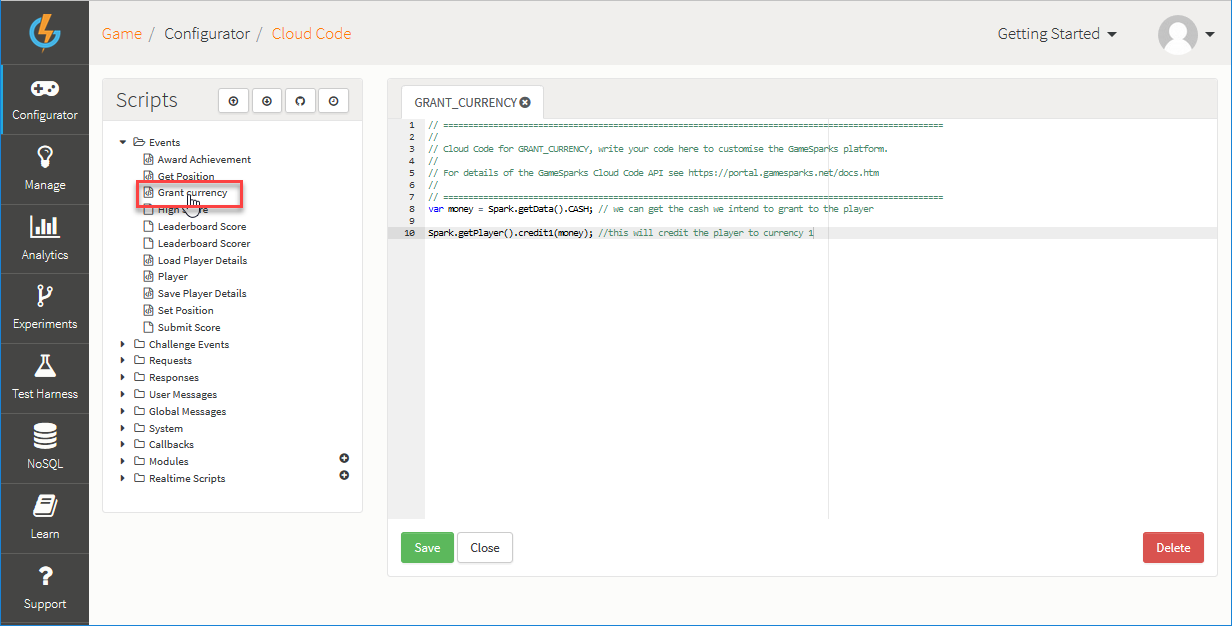 Game / Configurator / Cloud Code
Getting Started
Configurator
Manage
Analytics
Experiments
Test Harness
NoSQL
Learn
Support
Scripts
Events
Award Achievement
Get Position
Grant currency
High Score
Leaderboard Score
Leaderboard Scorer
Load Player Details
Player
Save Player Details
Set Position
Submit Score
Challenge Events
Requests
Responses
User Messages
Global Messages
System
Callbacks
Modules
Realtime Scripts
GRANT_CURRENCY
1 // ====================================================================================================
2 //
3 // Cloud Code for GRANT_CURRENCY, write your code here to customise the GameSparks platform.
4 //
5 // For details of the GameSparks Cloud Code API see https://portal.gamesparks.net/docs.htm
6 //
7 // ====================================================================================================
8 var money = Spark.getData().CASH; // we can get the cash we intend to grant to the player
9
10 Spark.getPlayer().credit1(money); //this will credit the player to currency 1
Save
Close
Delete